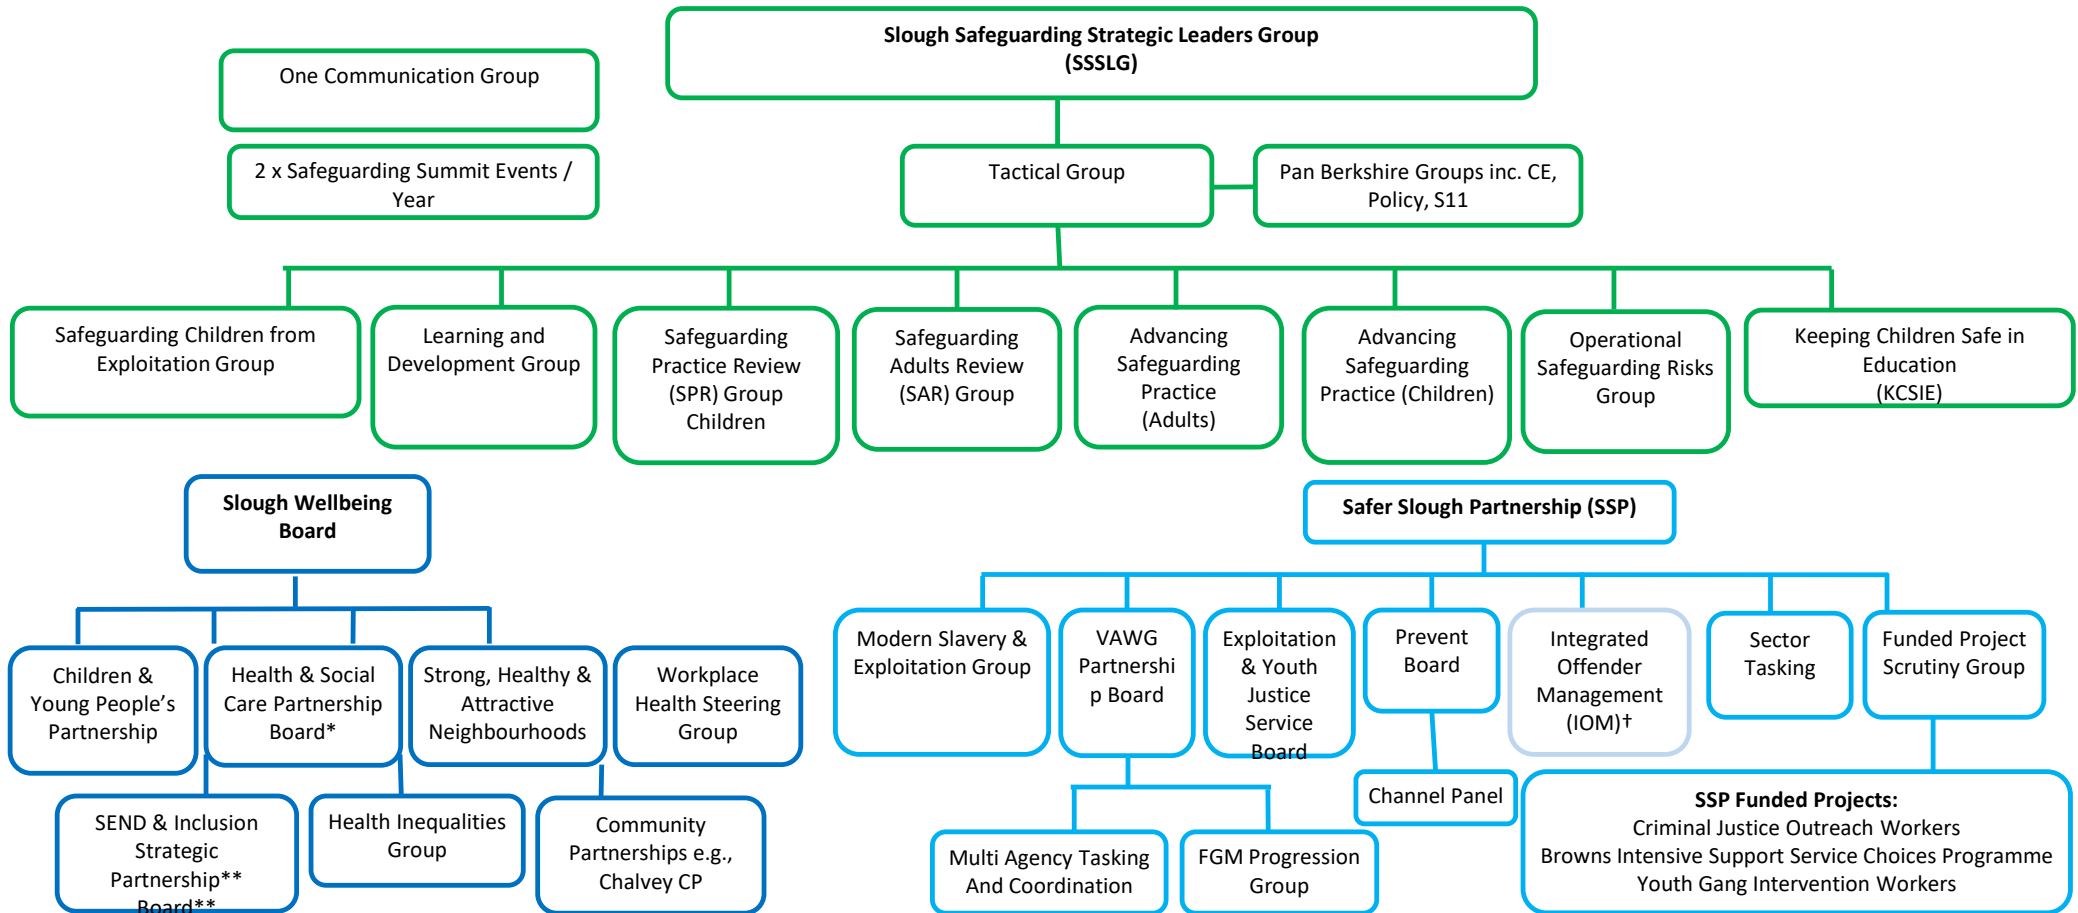 Slough Safeguarding Strategic Leaders Group
(SSSLG)
One Communication Group
2 x Safeguarding Summit Events /
Year
Tactical Group
Pan Berkshire Groups inc. CE,
Policy, S11
Safeguarding Children from
Exploitation Group
Learning and
Development Group
Safeguarding
Practice Review
(SPR) Group
Children
Safeguarding
Adults Review
(SAR) Group
Advancing
Safeguarding
Practice
(Adults)
Advancing
Safeguarding
Practice (Children)
Operational
Safeguarding Risks
Group
Keeping Children Safe in
Education
(KCSIE)
Slough Wellbeing
Board
Safer Slough Partnership (SSP)
Children &
Young People’s
Partnership
Health & Social
Care Partnership
Board*
Strong, Healthy &
Attractive
Neighbourhoods
Workplace
Health Steering
Group
Modern Slavery &
Exploitation Group
VAWG
Partnershi
p Board
Exploitation
& Youth
Justice
Service
Board
Prevent
Board
Integrated
Offender
Management
(IOM)†
Sector
Tasking
Funded Project
Scrutiny Group
SEND & Inclusion
Strategic
Partnership**
Board**
Health Inequalities
Group
Community
Partnerships e.g.,
Chalvey CP
Multi Agency Tasking
And Coordination
FGM Progression
Group
Channel Panel
SSP Funded Projects:
Criminal Justice Outreach Workers
Browns Intensive Support Service Choices Programme
Youth Gang Intervention Workers